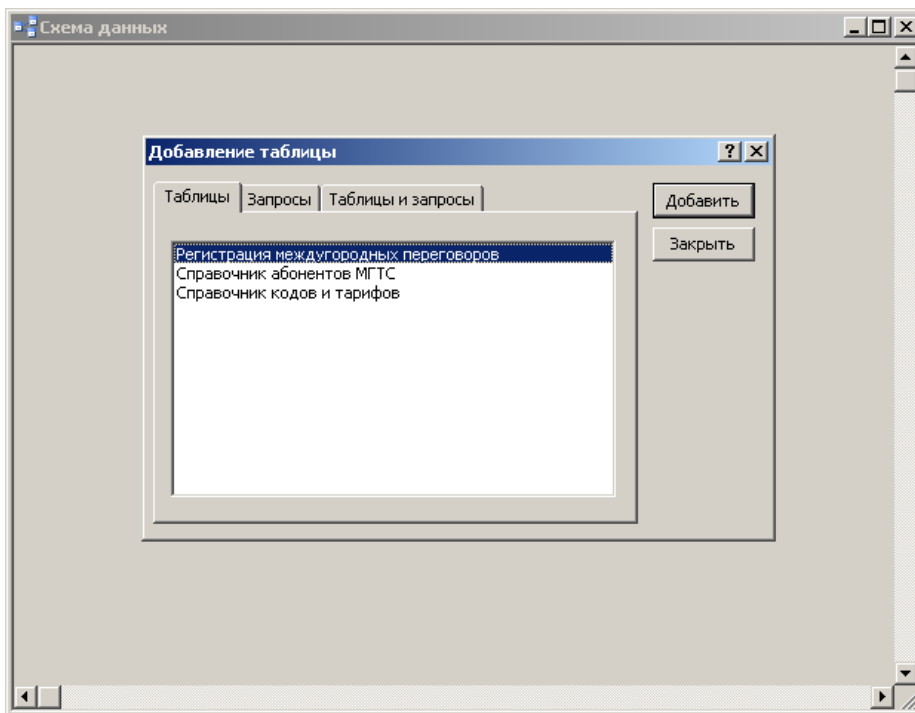 Схема данных
Добавление таблицы
Таблицы Запросы Таблицы и запросы
Добавить
Закрыть
Регистрация междугородных переговоров
Справочник абонентов МГТС
Справочник кодов и тарифов